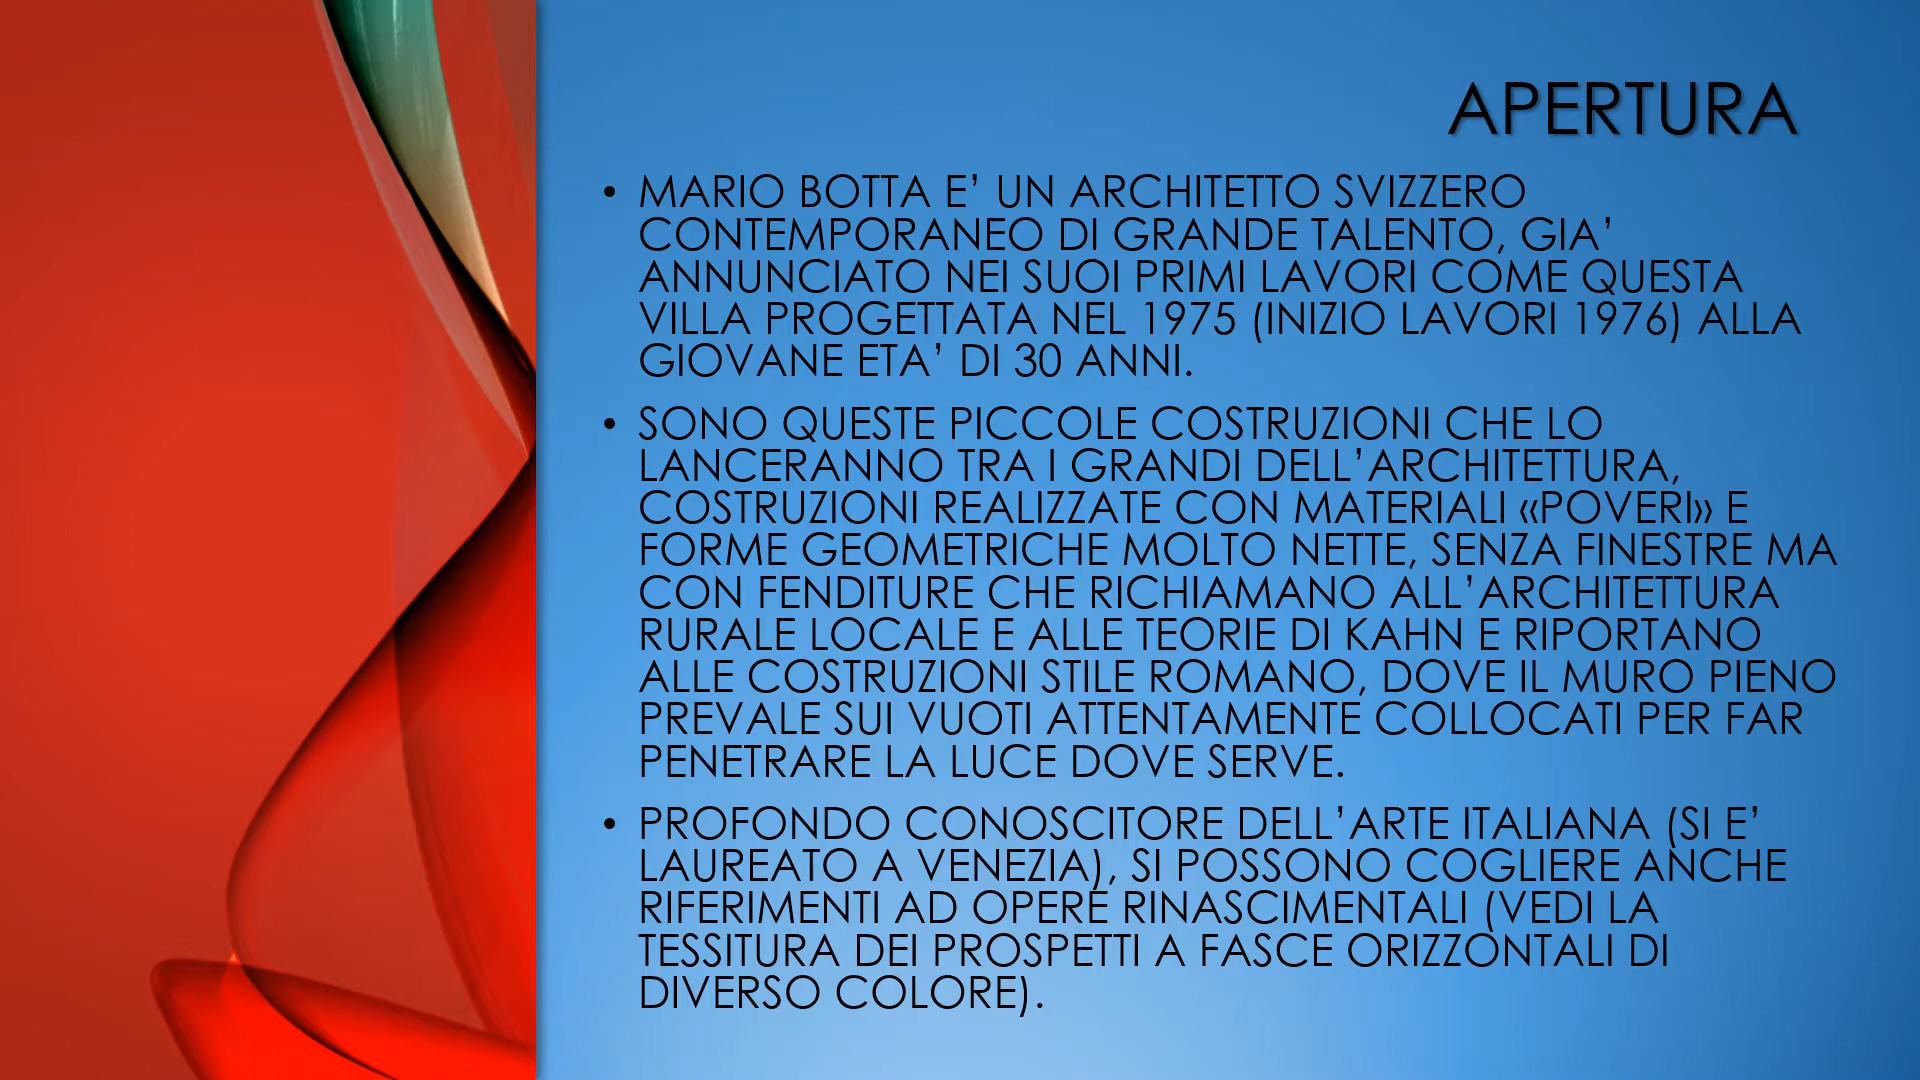 APERTURA
• MARIO BOTTA E’ UN ARCHITETTO SVIZZERO
CONTEMPORANEO DI GRANDE TALENTO, GIA’
ANNUNCIATO NEI SUOI PRIMI LAVORI COME QUESTA
VILLA PROGETTATA NEL 1975 (INIZIO LAVORI 1976) ALLA
GIOVANE ETA’ DI 30 ANNI.
• SONO QUESTE PICCOLE COSTRUZIONI CHE LO
LANCERANNO TRA I GRANDI DELL’ARCHITETTURA,
COSTRUZIONI REALIZZATE CON MATERIALI «POVERI» E
FORME GEOMETRICHE MOLTO NETTE, SENZA FINESTRE MA
CON FENDITURE CHE RICHIAMANO ALL’ARCHITETTURA
RURALE LOCALE E ALLE TEORIE DI KAHN E RIPORTANO
ALLE COSTRUZIONI STILE ROMANO, DOVE IL MURO PIENO
PREVALE SUI VUOTI ATTENTAMENTE COLLOCATI PER FAR
PENETRARE LA LUCE DOVE SERVE.
• PROFONDO CONOSCITORE DELL’ARTE ITALIANA (SI E’
LAUREATO A VENEZIA), SI POSSONO COGLIERE ANCHE
RIFERIMENTI AD OPERE RINASCIMENTALI (VEDI LA
TESSITURA DEI PROSPETTI A FASCE ORIZZONTALI DI
DIVERSO COLORE).